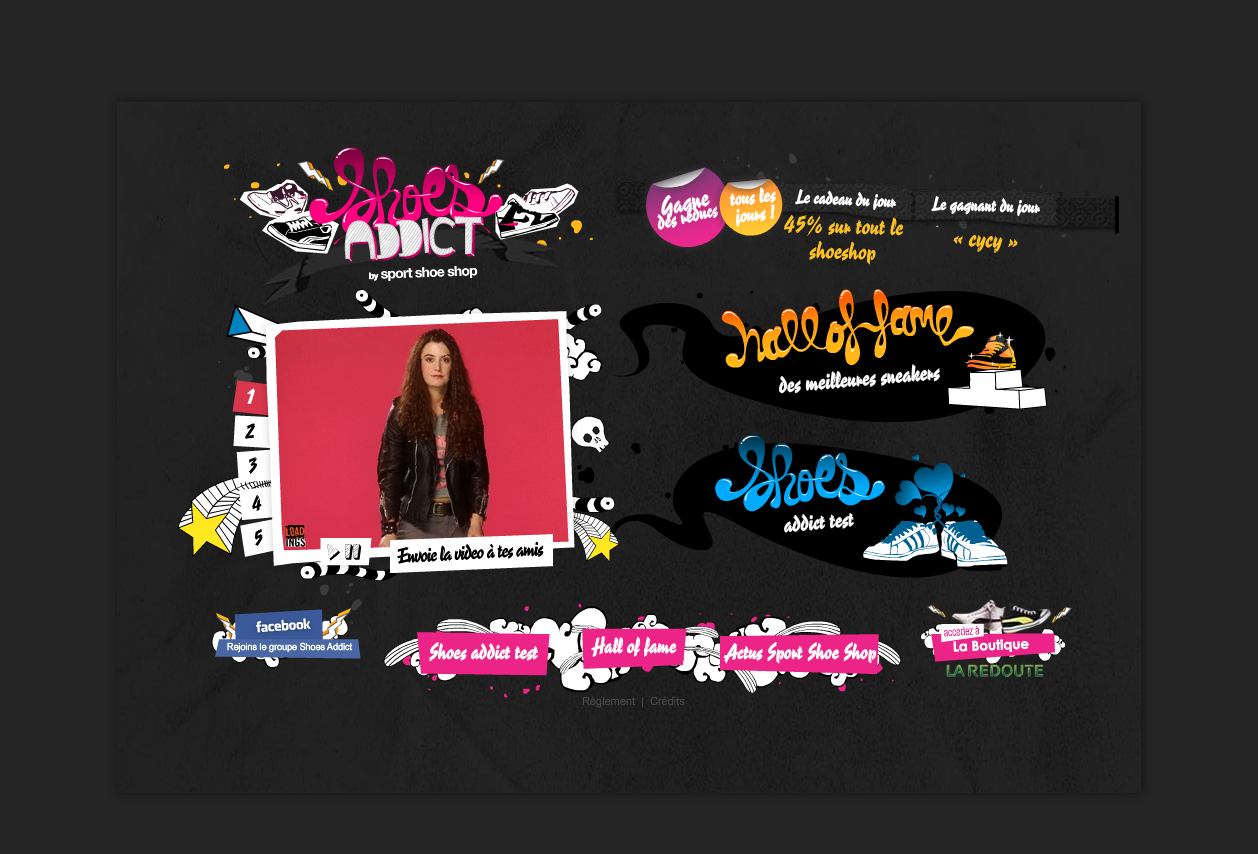 Shoes
ADDICT
by sport shoe shop
Gagne
des réducs
tous les
jours !
Le cadeau du jour
45% sur tout le
shoeshop
Le gagnant du jour
« cycy »
hall of fame
des meilleures sneakers
1
2
3
4
5
LOAD
INGS
Envoie la video à tes amis
Shoes
addict test
facebook
Rejoins le groupe Shoes Addict
Shoes addict test
Hall of fame
Actus Sport Shoe Shop
accedez à
La Boutique
LA REDOUTE
Règlement | Crédits